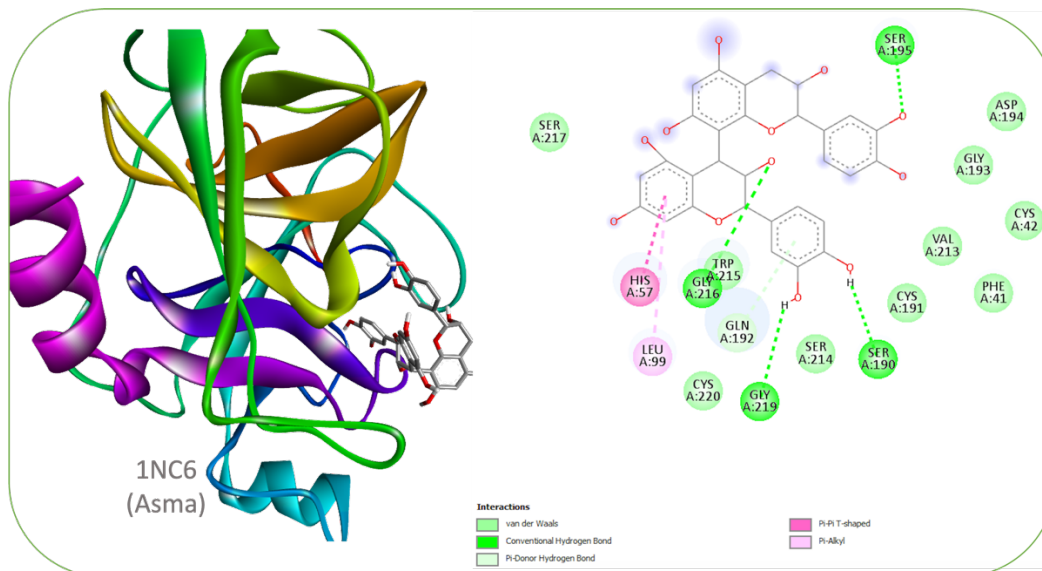 1NC6
(Asma)
O
O
O
O
O
O
O
O
O
O
O
O
H
O
H
SER
A:195
ASP
A:194
SER
A:217
GLY
A:193
CYS
A:42
VAL
A:213
TRP
A:215
HIS
A:57
GLY
A:216
CYS
A:191
PHE
A:41
GLN
A:192
LEU
A:99
SER
A:214
SER
A:190
CYS
A:220
GLY
A:219
Interactions
van der Waals
Conventional Hydrogen Bond
Pi-Donor Hydrogen Bond
Pi-Pi T-shaped
Pi-Alkyl